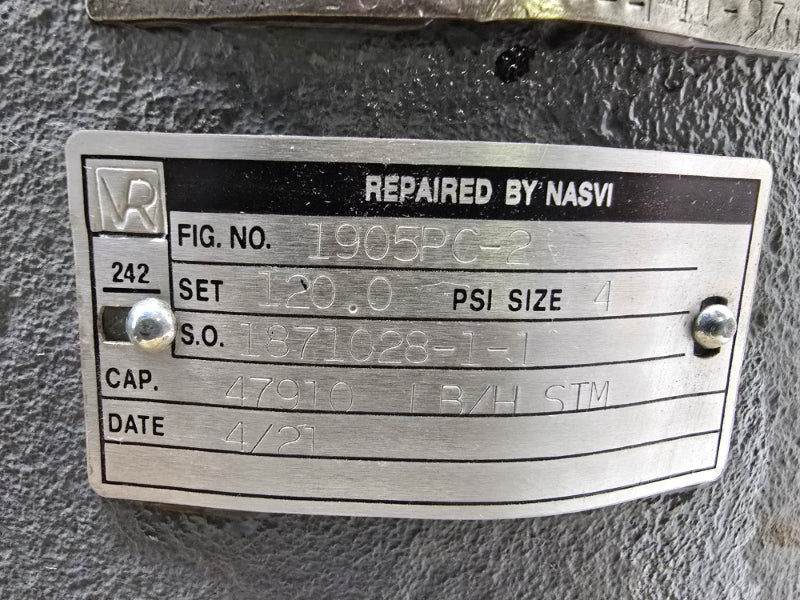 REPAIRED BY NASVI
VR
FIG. NO. 1905PC-2
242
SET 120.0 PSI SIZE 4
S.O. 1871028-1-1
CAP. 47910 LB/H STM
DATE 4/21